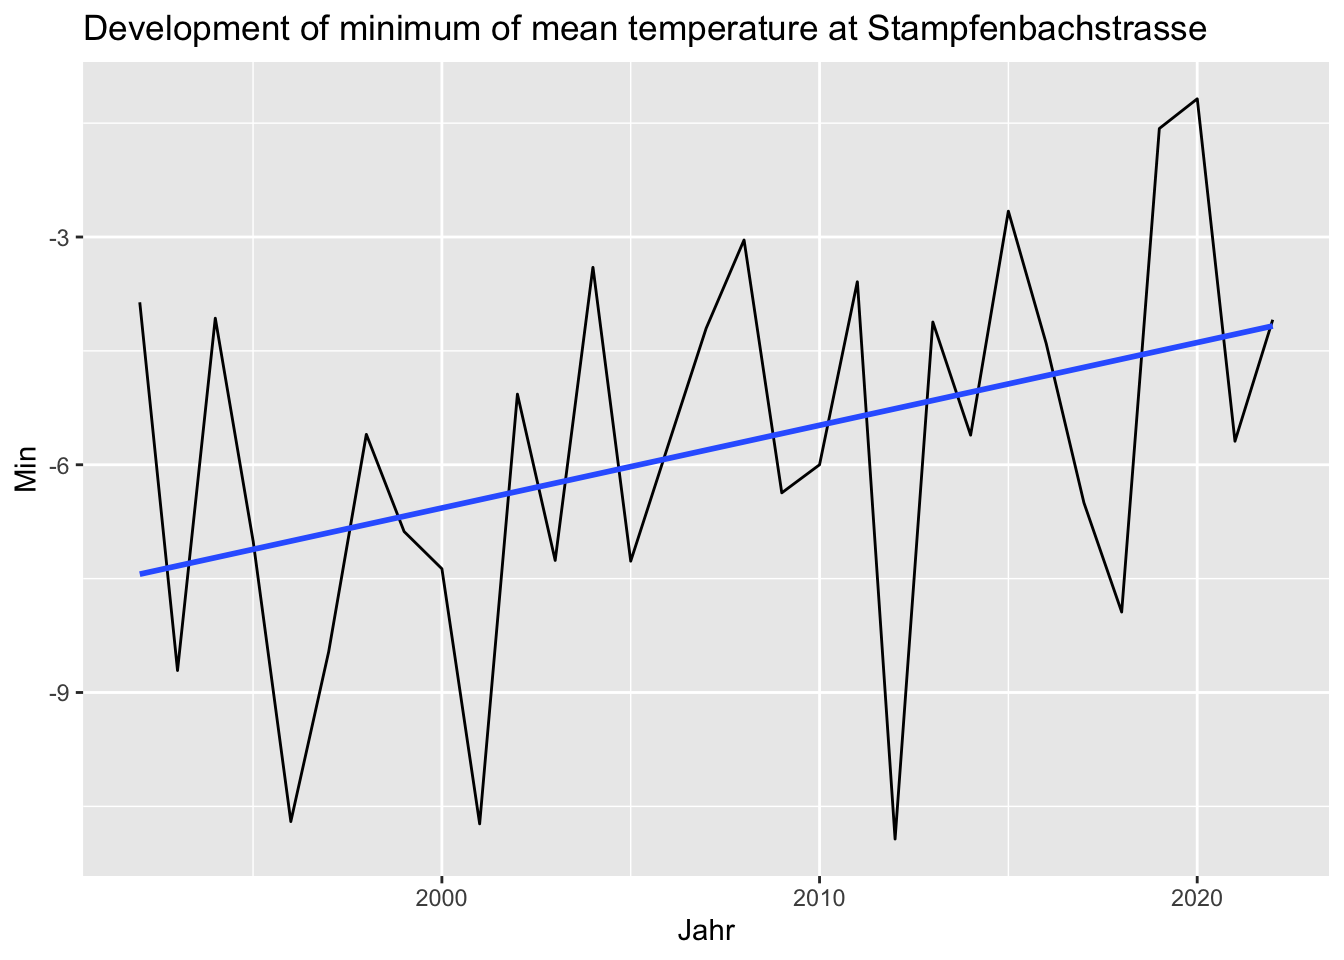 Development of minimum of mean temperature at Stampfenbachstrasse
Min
-3
-6
-9
2000
2010
2020
Jahr